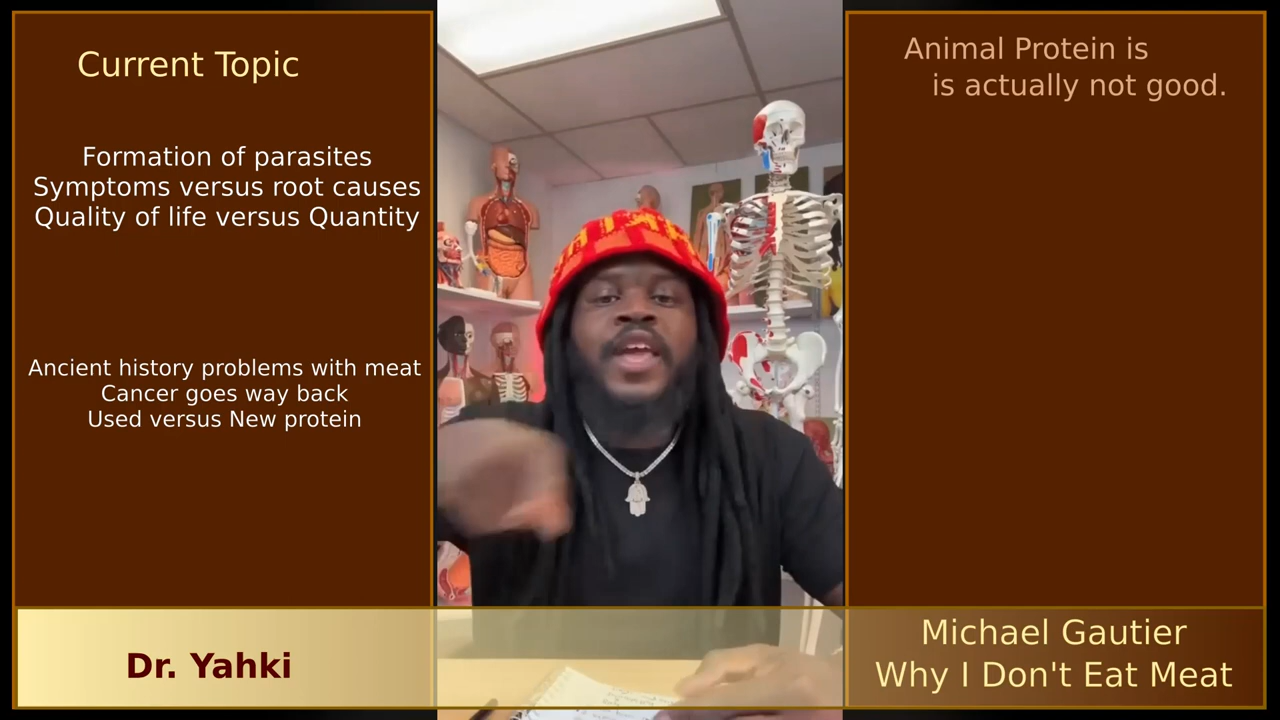 Current Topic
Formation of parasites
Symptoms versus root causes
Quality of life versus Quantity
Ancient history problems with meat
Cancer goes way back
Used versus New protein
Dr. Yahki
Animal Protein is
is actually not good.
Michael Gautier
Why I Don't Eat Meat